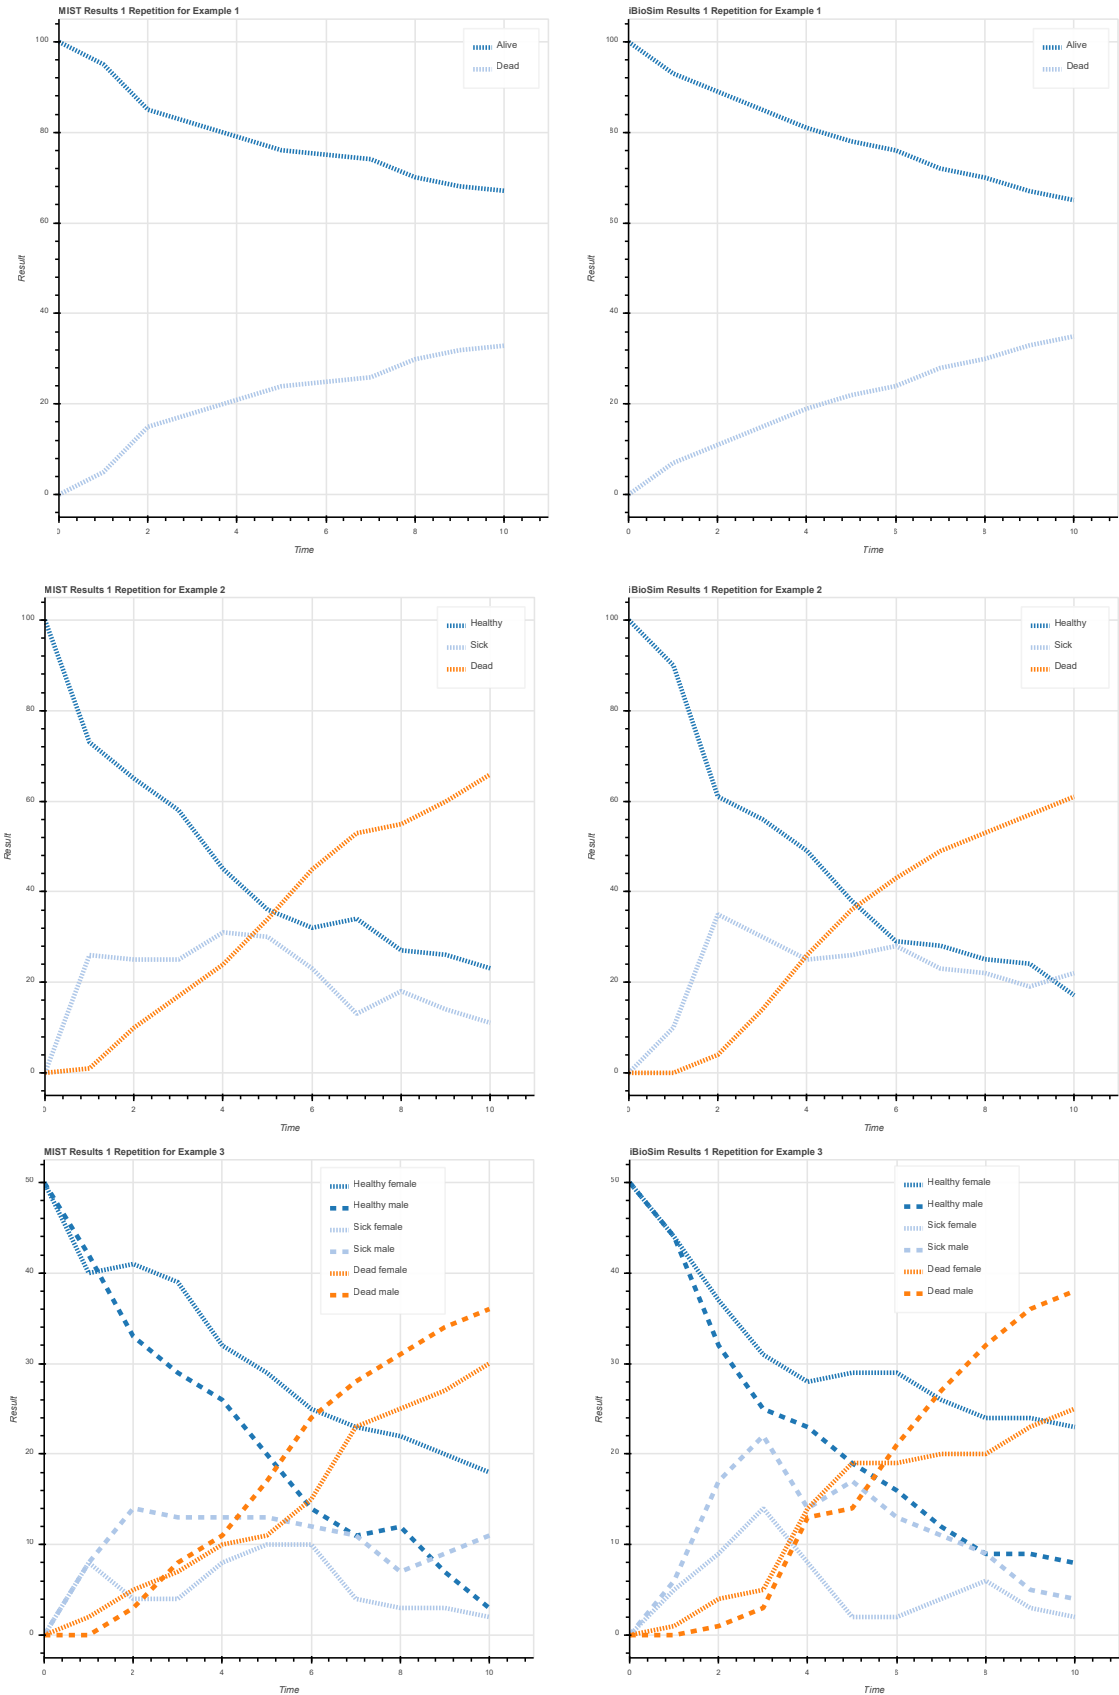 MIST Results 1 Repetition for Example 1
Alive
Dead
100
80
60
40
20
0
Result
0 2 4 6 8 10
Time
iBioSim Results 1 Repetition for Example 1
Alive
Dead
100
80
60
40
20
0
Result
0 2 4 6 8 10
Time
MIST Results 1 Repetition for Example 2
Healthy
Sick
Dead
100
80
60
40
20
0
Result
0 2 4 6 8 10
Time
iBioSim Results 1 Repetition for Example 2
Healthy
Sick
Dead
100
80
60
40
20
0
Result
0 2 4 6 8 10
Time
MIST Results 1 Repetition for Example 3
Healthy female
Healthy male
Sick female
Sick male
Dead female
Dead male
50
40
30
20
10
0
Result
0 2 4 6 8 10
Time
iBioSim Results 1 Repetition for Example 3
Healthy female
Healthy male
Sick female
Sick male
Dead female
Dead male
50
40
30
20
10
0
Result
0 2 4 6 8 10
Time